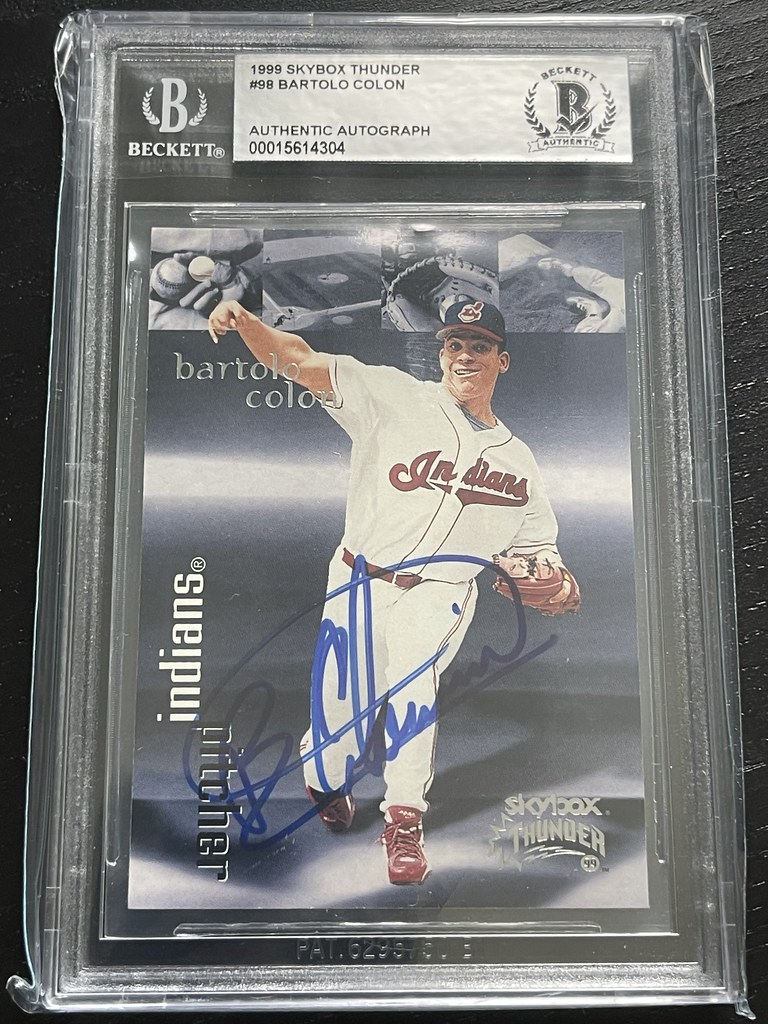 B
BECKETT®
1999 SKYBOX THUNDER
#98 BARTOLO COLON
AUTHENTIC AUTOGRAPH
00015614304
BECKETT
B
AUTHENTIC
bartolo
colon
Indians
indians®
pitcher
skybox®
THUNDER
99™